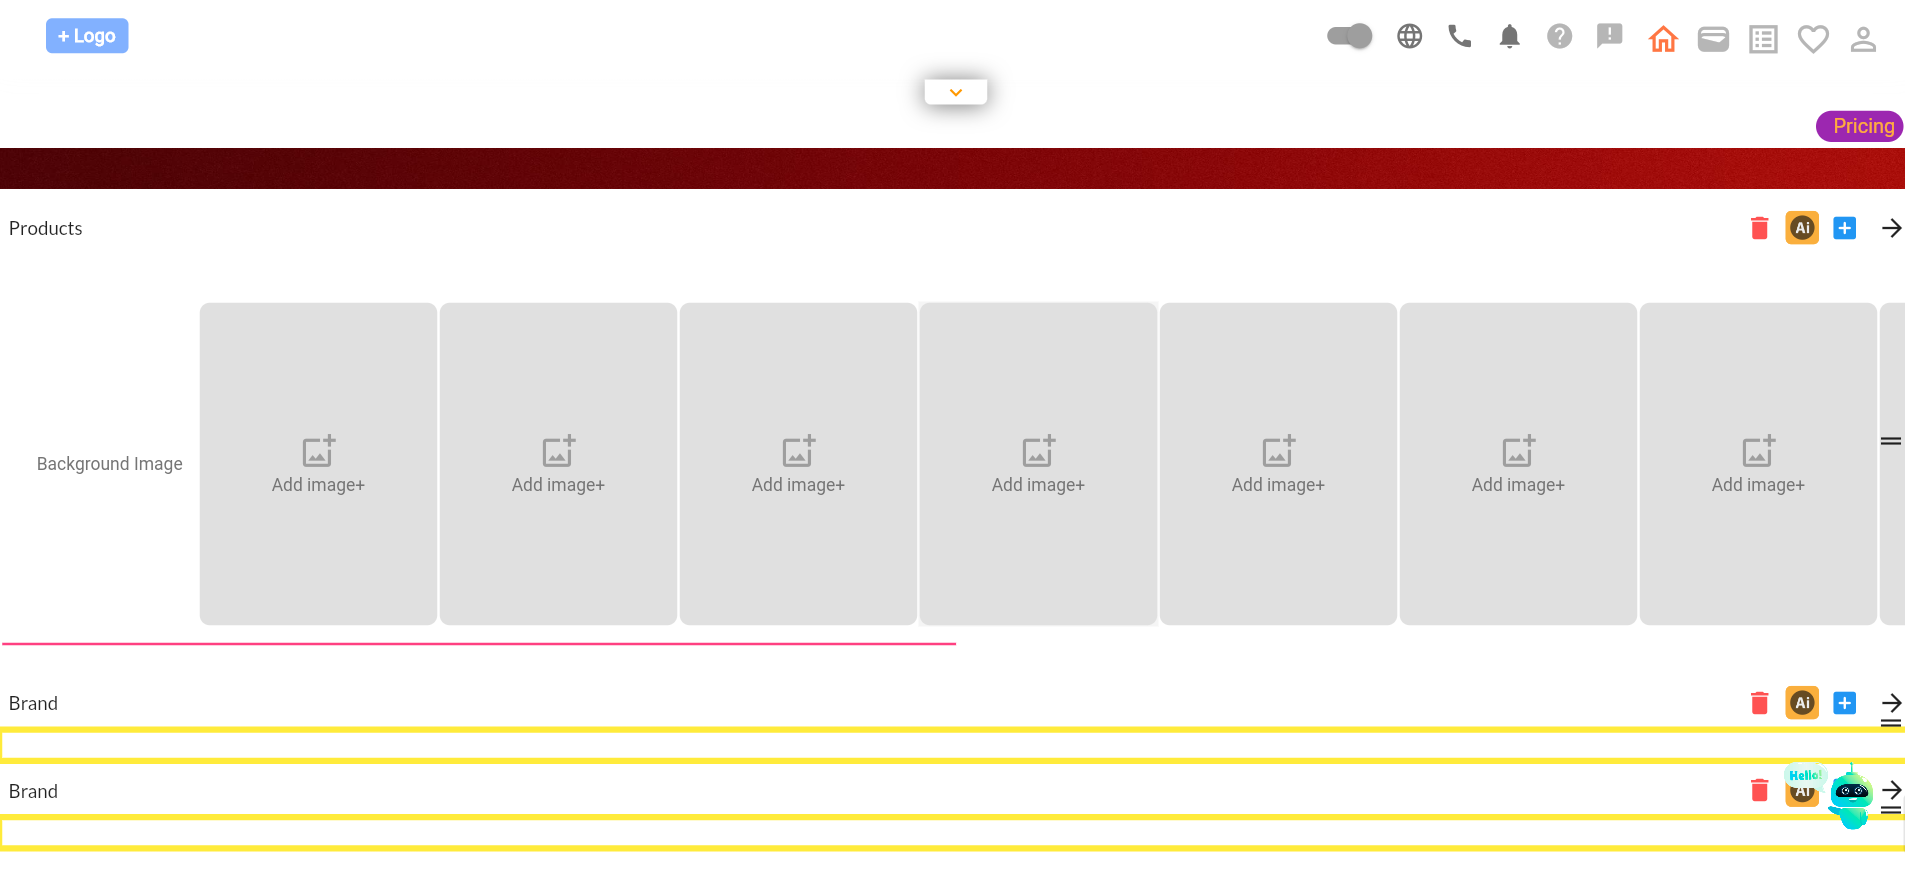 + Logo
Pricing
Products
Ai
Background Image
Add image+
Add image+
Add image+
Add image+
Add image+
Add image+
Add image+
Brand
Ai
Hello!
Brand
Ai